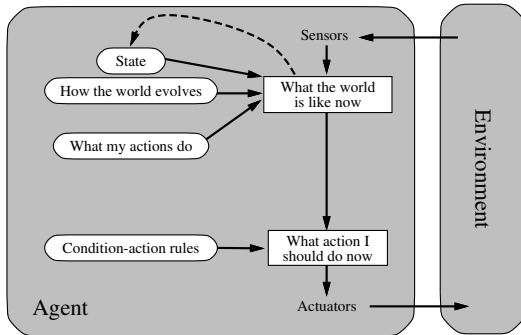 Sensors
State
How the world evolves
What the world
is like now
What my actions do
Condition-action rules
What action I
should do now
Agent
Actuators
Environment